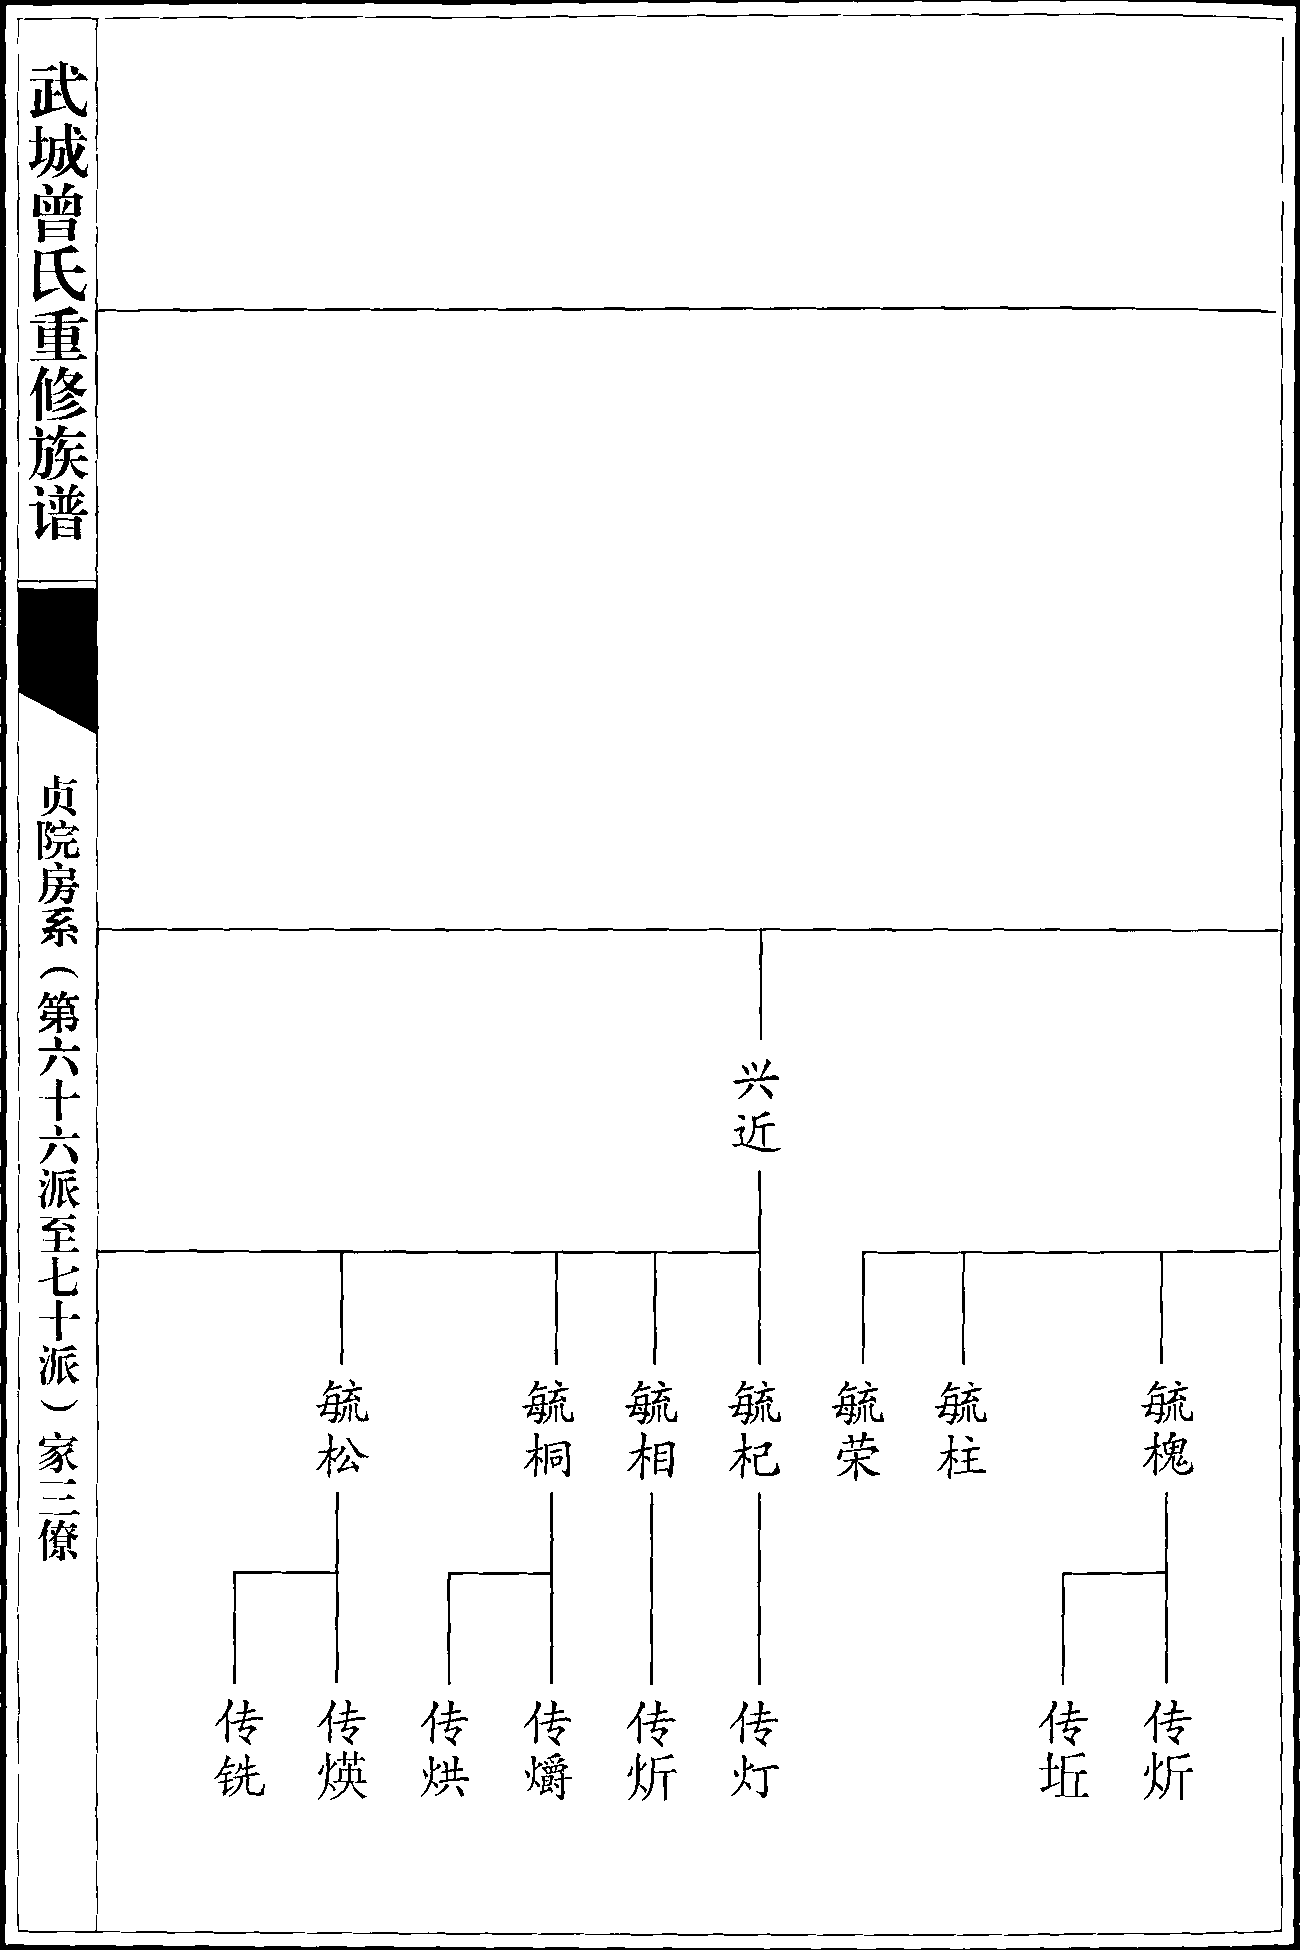 武城曾氏重修族谱
贞院房系（第六十六派至七十派）家三僚
兴近
毓槐
毓柱
毓荣
毓杞
毓相
毓桐
毓松
传炘
传坵
传灯
传炘
传爝
传烘
传煐
传铣